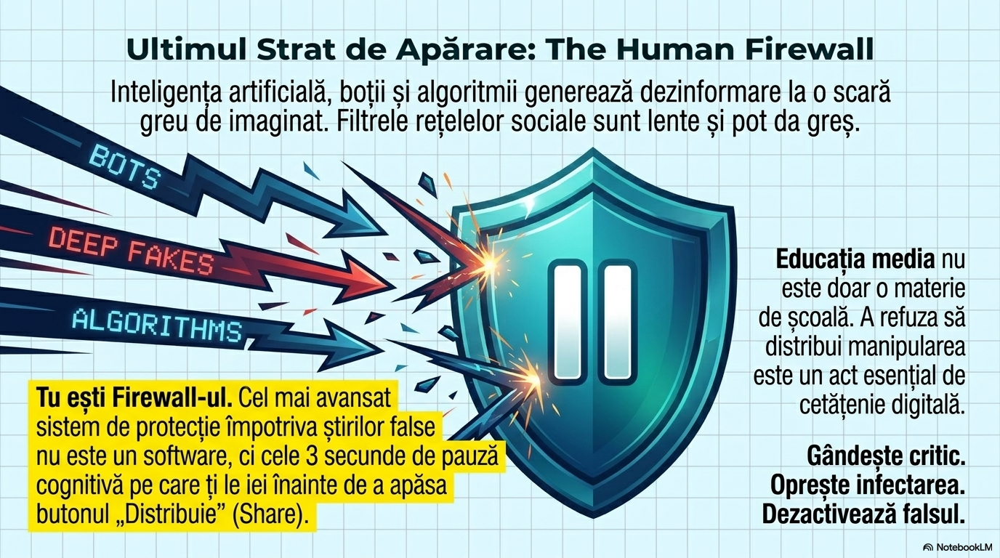 Ultimul Strat de Apărare: The Human Firewall
Inteligența artificială, boții și algoritmii generează dezinformare la o scară
greu de imaginat. Filtrele rețelelor sociale sunt lente și pot da greș.
BOTS
DEEP FAKES
ALGORITHMS
Tu ești Firewall-ul. Cel mai avansat
sistem de protecție împotriva știrilor false
nu este un software, ci cele 3 secunde de pauză
cognitivă pe care ți le iei înainte de a apăsa
butonul „Distribuie” (Share).
Educația media nu
este doar o materie
de școală. A refuza să
distribui manipularea
este un act esențial de
cetățenie digitală.
Gândește critic.
Oprește infectarea.
Dezactivează falsul.
NotebookLM